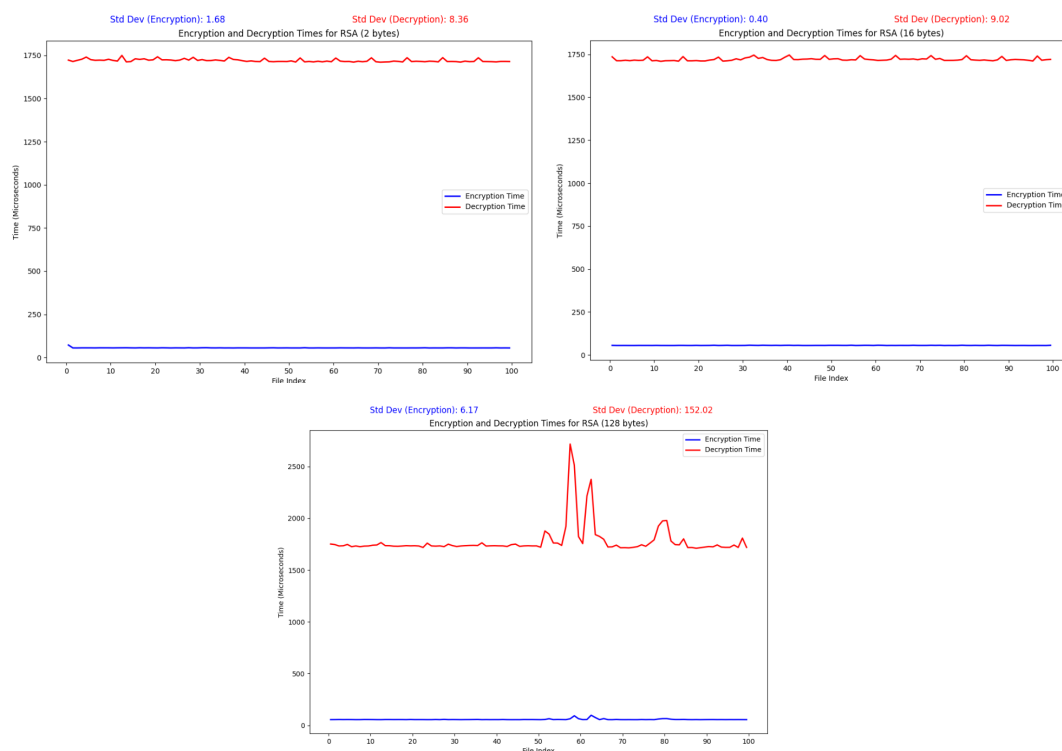 Std Dev (Encryption): 1.68 Std Dev (Decryption): 8.36
Encryption and Decryption Times for RSA (2 bytes)
1750
1500
1250
1000
750
500
250
0
Time (Microseconds)
Encryption Time
Decryption Time
0 10 20 30 40 50 60 70 80 90 100
File Index
Std Dev (Encryption): 0.40 Std Dev (Decryption): 9.02
Encryption and Decryption Times for RSA (16 bytes)
1750
1500
1250
1000
750
500
250
0
Time (Microseconds)
Encryption Time
Decryption Time
0 10 20 30 40 50 60 70 80 90 100
File Index
Std Dev (Encryption): 6.17 Std Dev (Decryption): 152.02
Encryption and Decryption Times for RSA (128 bytes)
2500
2000
1500
1000
500
0
Time (Microseconds)
Encryption Time
Decryption Time
0 10 20 30 40 50 60 70 80 90 100
File Index